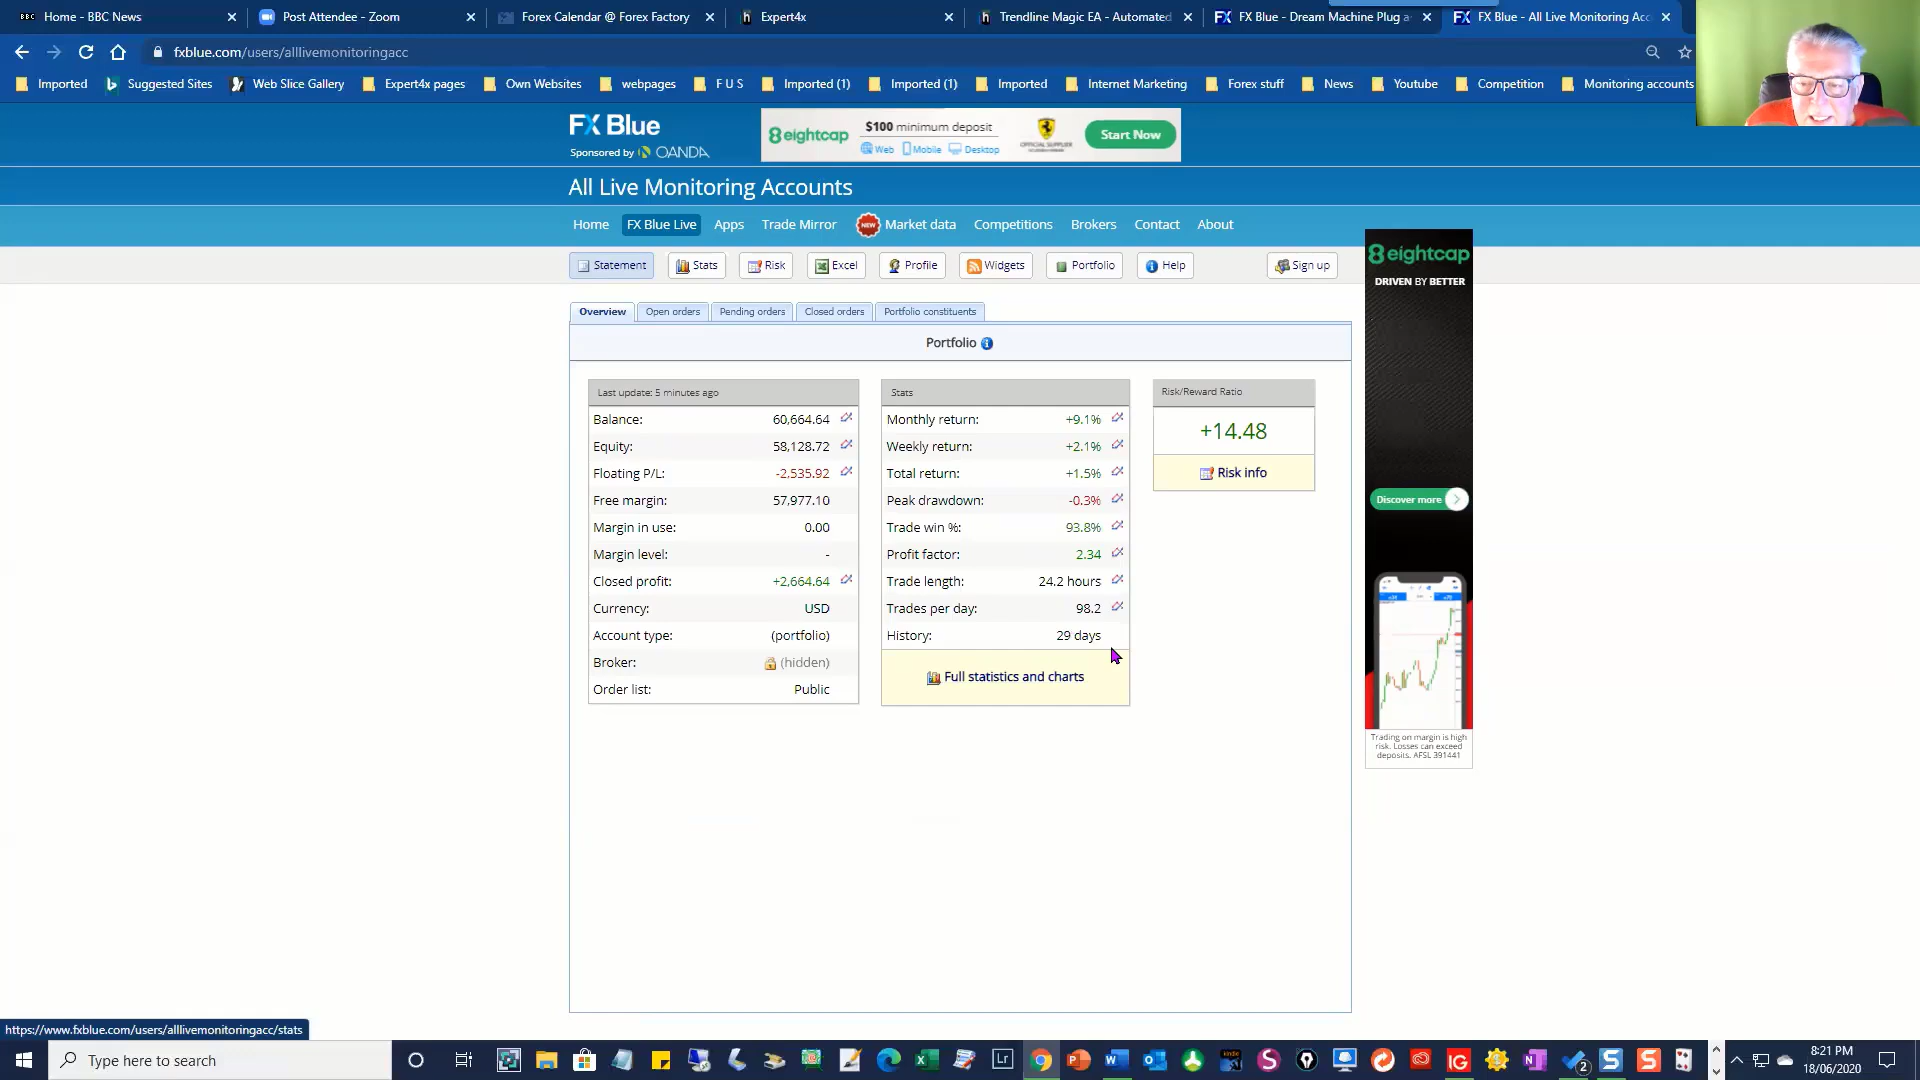 BBC Home - BBC News
Post Attendee - Zoom
Forex Calendar @ Forex Factory
Expert4x
Trendline Magic EA - Automated
FX Blue - Dream Machine Plug a
FX Blue - All Live Monitoring Acc
fxblue.com/users/alllivemonitoringacc
Imported
Suggested Sites
Web Slice Gallery
Expert4x pages
Own Websites
webpages
F U S
Imported (1)
Imported (1)
Imported
Internet Marketing
Forex stuff
News
Youtube
Competition
Monitoring accounts
FX Blue
Sponsored by OANDA
8eightcap
$100 minimum deposit
Web Mobile Desktop
OFFICIAL SUPPLIER
Start Now
All Live Monitoring Accounts
Home FX Blue Live Apps Trade Mirror NEW Market data Competitions Brokers Contact About
Statement Stats Risk Excel Profile Widgets Portfolio Help Sign up
Overview Open orders Pending orders Closed orders Portfolio constituents
Portfolio
Last update: 5 minutes ago
Balance: 60,664.64
Equity: 58,128.72
Floating P/L: -2,535.92
Free margin: 57,977.10
Margin in use: 0.00
Margin level: -
Closed profit: +2,664.64
Currency: USD
Account type: (portfolio)
Broker: (hidden)
Order list: Public
Stats
Monthly return: +9.1%
Weekly return: +2.1%
Total return: +1.5%
Peak drawdown: -0.3%
Trade win %: 93.8%
Profit factor: 2.34
Trade length: 24.2 hours
Trades per day: 98.2
History: 29 days
Full statistics and charts
Risk/Reward Ratio
+14.48
Risk info
8eightcap
DRIVEN BY BETTER
Discover more
Trading on margin is high
risk. Losses can exceed
deposits. AFSL 391441
https://www.fxblue.com/users/alllivemonitoringacc/stats
Type here to search
Lr
IG
2
8:21 PM
18/06/2020